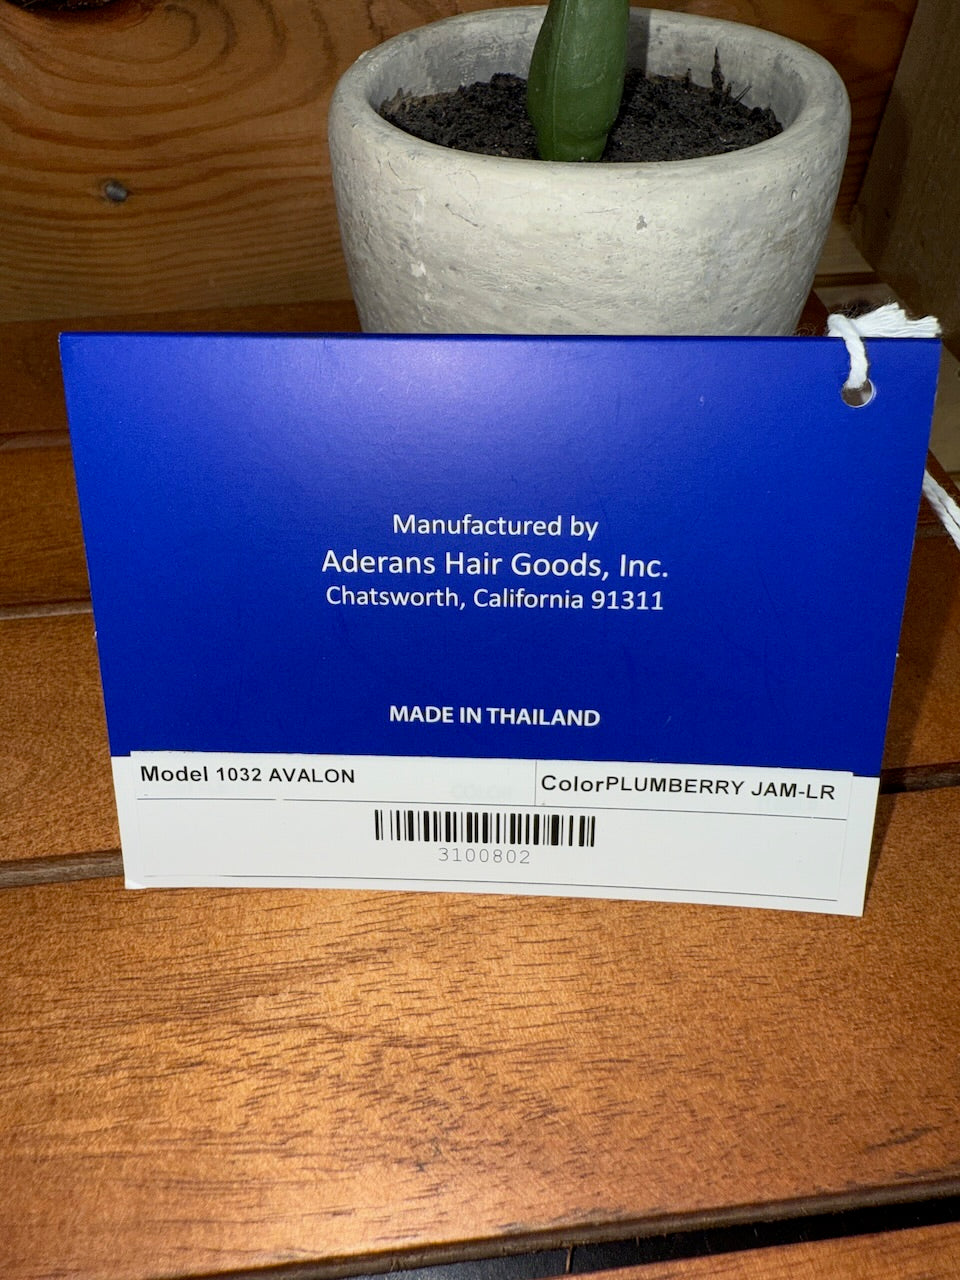 Manufactured by
Aderans Hair Goods, Inc.
Chatsworth, California 91311
MADE IN THAILAND
Model 1032 AVALON
ColorPLUMBERRY JAM-LR
3100802